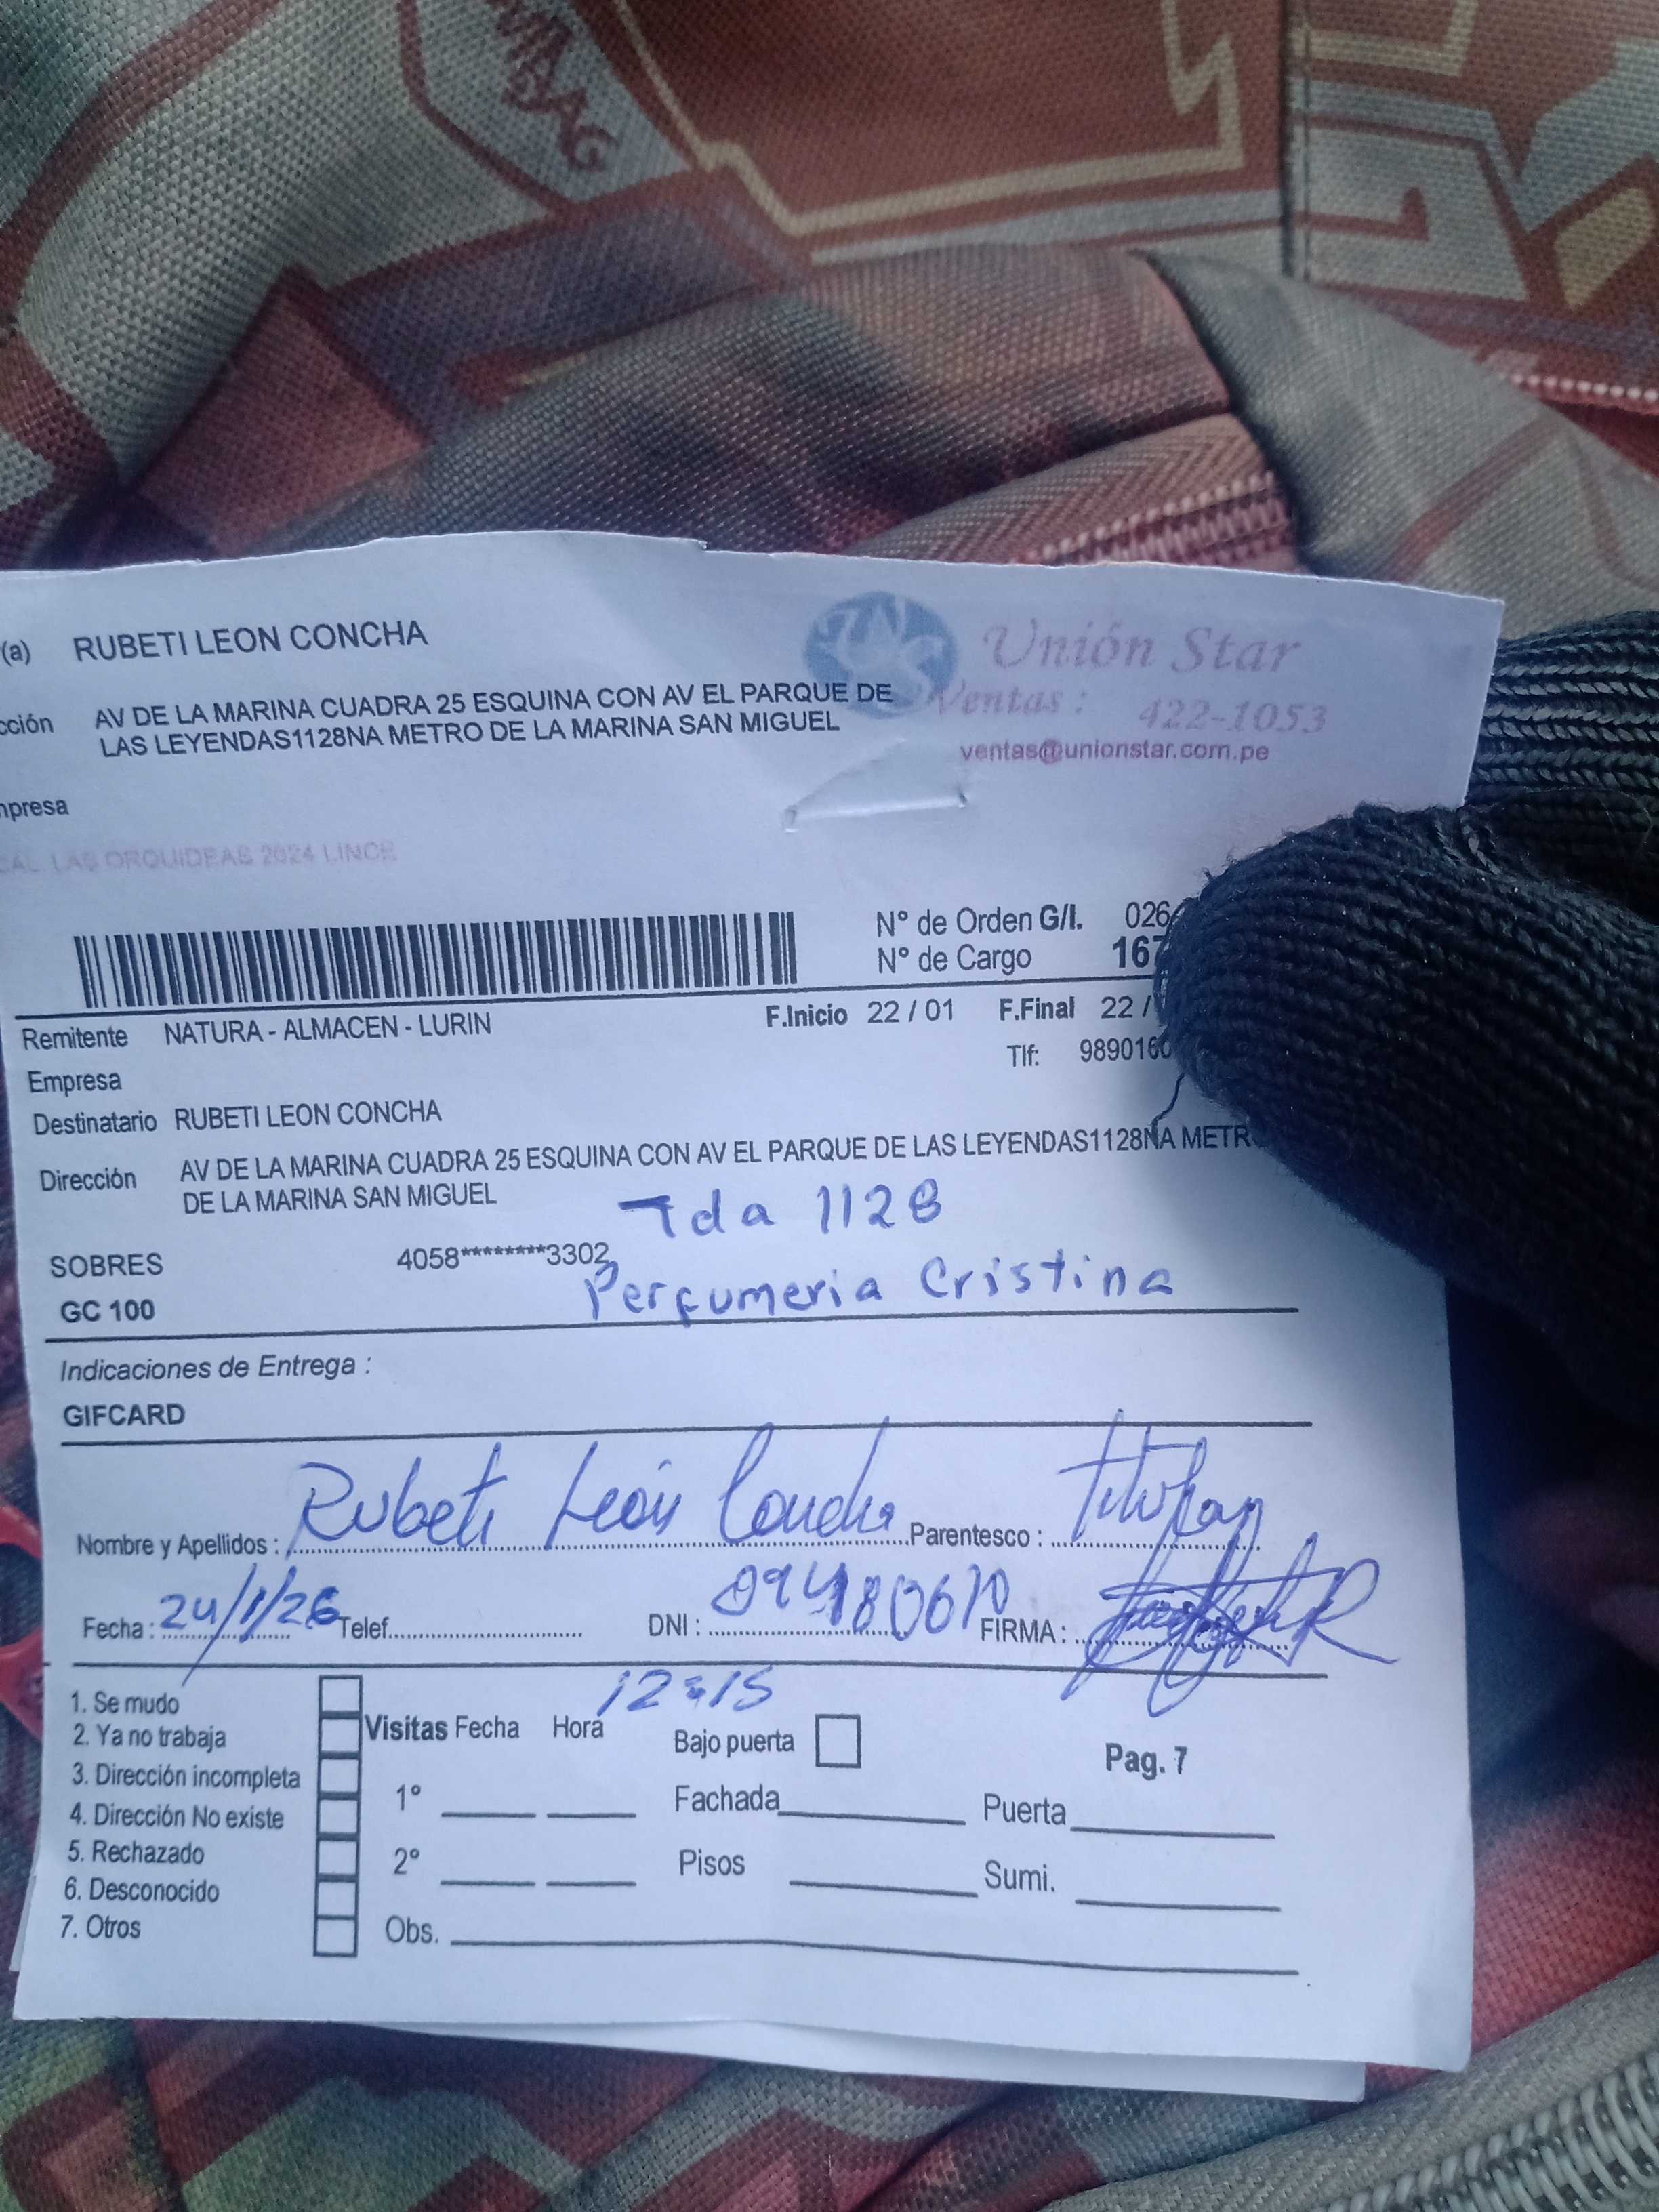 (a) RUBETI LEON CONCHA
Unión Star
cción AV DE LA MARINA CUADRA 25 ESQUINA CON AV EL PARQUE DE
LAS LEYENDAS1128NA METRO DE LA MARINA SAN MIGUEL
Ventas : 422-1053
ventas@unionstar.com.pe
mpresa
CAL LAS ORQUIDEAS 2024 LINCE
N° de Orden G/I. 026
N° de Cargo 167
Remitente NATURA - ALMACEN - LURIN F.Inicio 22 / 01 F.Final 22 /
Empresa Tlf: 9890160
Destinatario RUBETI LEON CONCHA
Dirección AV DE LA MARINA CUADRA 25 ESQUINA CON AV EL PARQUE DE LAS LEYENDAS1128NA METR
DE LA MARINA SAN MIGUEL
Tda 1128
SOBRES 4058********3302
Perfumeria Cristina
GC 100
Indicaciones de Entrega :
GIFCARD
Nombre y Apellidos : Rubeti León Concha Parentesco : Titular
Fecha : 24/1/26 Telef. DNI : FIRMA :
12:15
1. Se mudo
2. Ya no trabaja Visitas Fecha Hora Bajo puerta Pag. 7
3. Dirección incompleta
4. Dirección No existe 1° Fachada Puerta
5. Rechazado
6. Desconocido 2° Pisos Sumi.
7. Otros Obs.